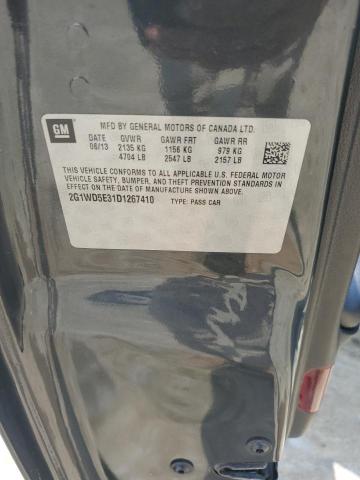 GM
MFD BY GENERAL MOTORS OF CANADA LTD.
DATE GVWR GAWR FRT GAWR RR
06/13 2135 KG 1156 KG 979 KG
4704 LB 2547 LB 2157 LB
THIS VEHICLE CONFORMS TO ALL APPLICABLE U.S. FEDERAL MOTOR
VEHICLE SAFETY, BUMPER, AND THEFT PREVENTION STANDARDS IN
EFFECT ON THE DATE OF MANUFACTURE SHOWN ABOVE.
2G1WD5E31D1267410 TYPE: PASS CAR